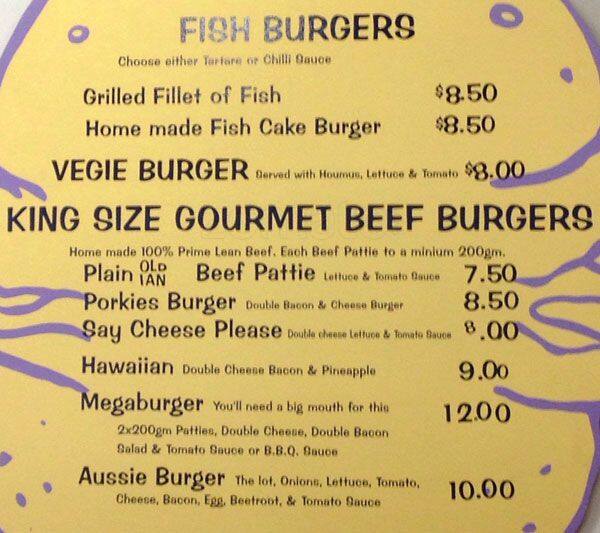 FISH BURGERS
Choose either Tartare or Chilli Sauce
Grilled Fillet of Fish $8.50
Home made Fish Cake Burger $8.50
VEGIE BURGER Served with Houmus, Lettuce & Tomato $8.00
KING SIZE GOURMET BEEF BURGERS
Home made 100% Prime Lean Beef. Each Beef Pattie to a minium 200gm.
Plain OLD IAN Beef Pattie Lettuce & Tomato Sauce 7.50
Porkies Burger Double Bacon & Cheese Burger 8.50
Say Cheese Please Double cheese Lettuce & Tomato Sauce 8.00
Hawaiian Double Cheese Bacon & Pineapple 9.00
Megaburger You'll need a big mouth for this 12.00
2x200gm Patties, Double Cheese, Double Bacon
Salad & Tomato Sauce or B.B.Q. Sauce
Aussie Burger The lot, Onions, Lettuce, Tomato, 10.00
Cheese, Bacon, Egg, Beetroot, & Tomato Sauce